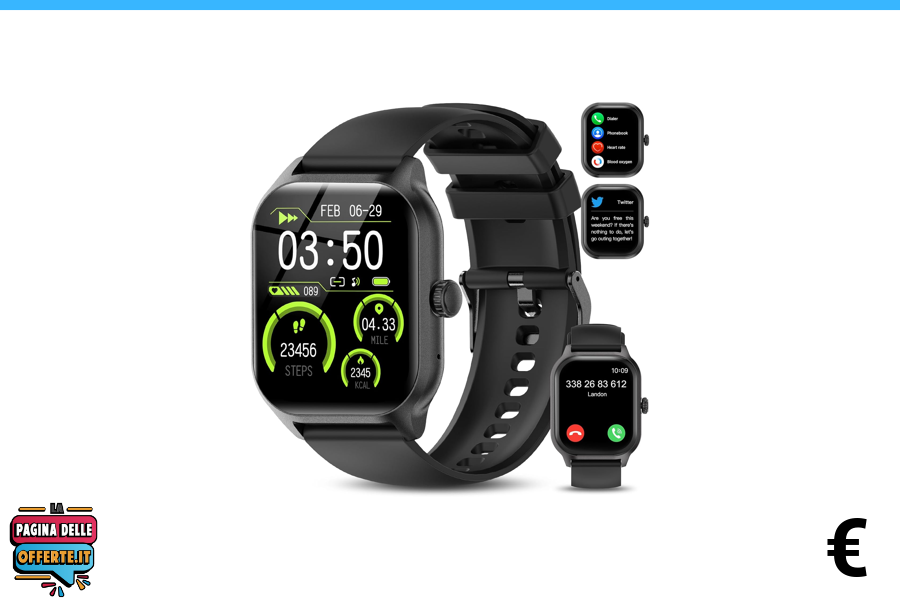 FEB 06-29
03:50
089
23456
STEPS
04.33
MILE
2345
KCAL
Dialer
Phonebook
Heart rate
Blood oxygen
Twitter
Are you free this
weekend? If there's
nothing to do, let's
go outing together!
10:09
338 26 83 612
Landon
LA
PAGINA DELLE
OFFERTE.IT
€